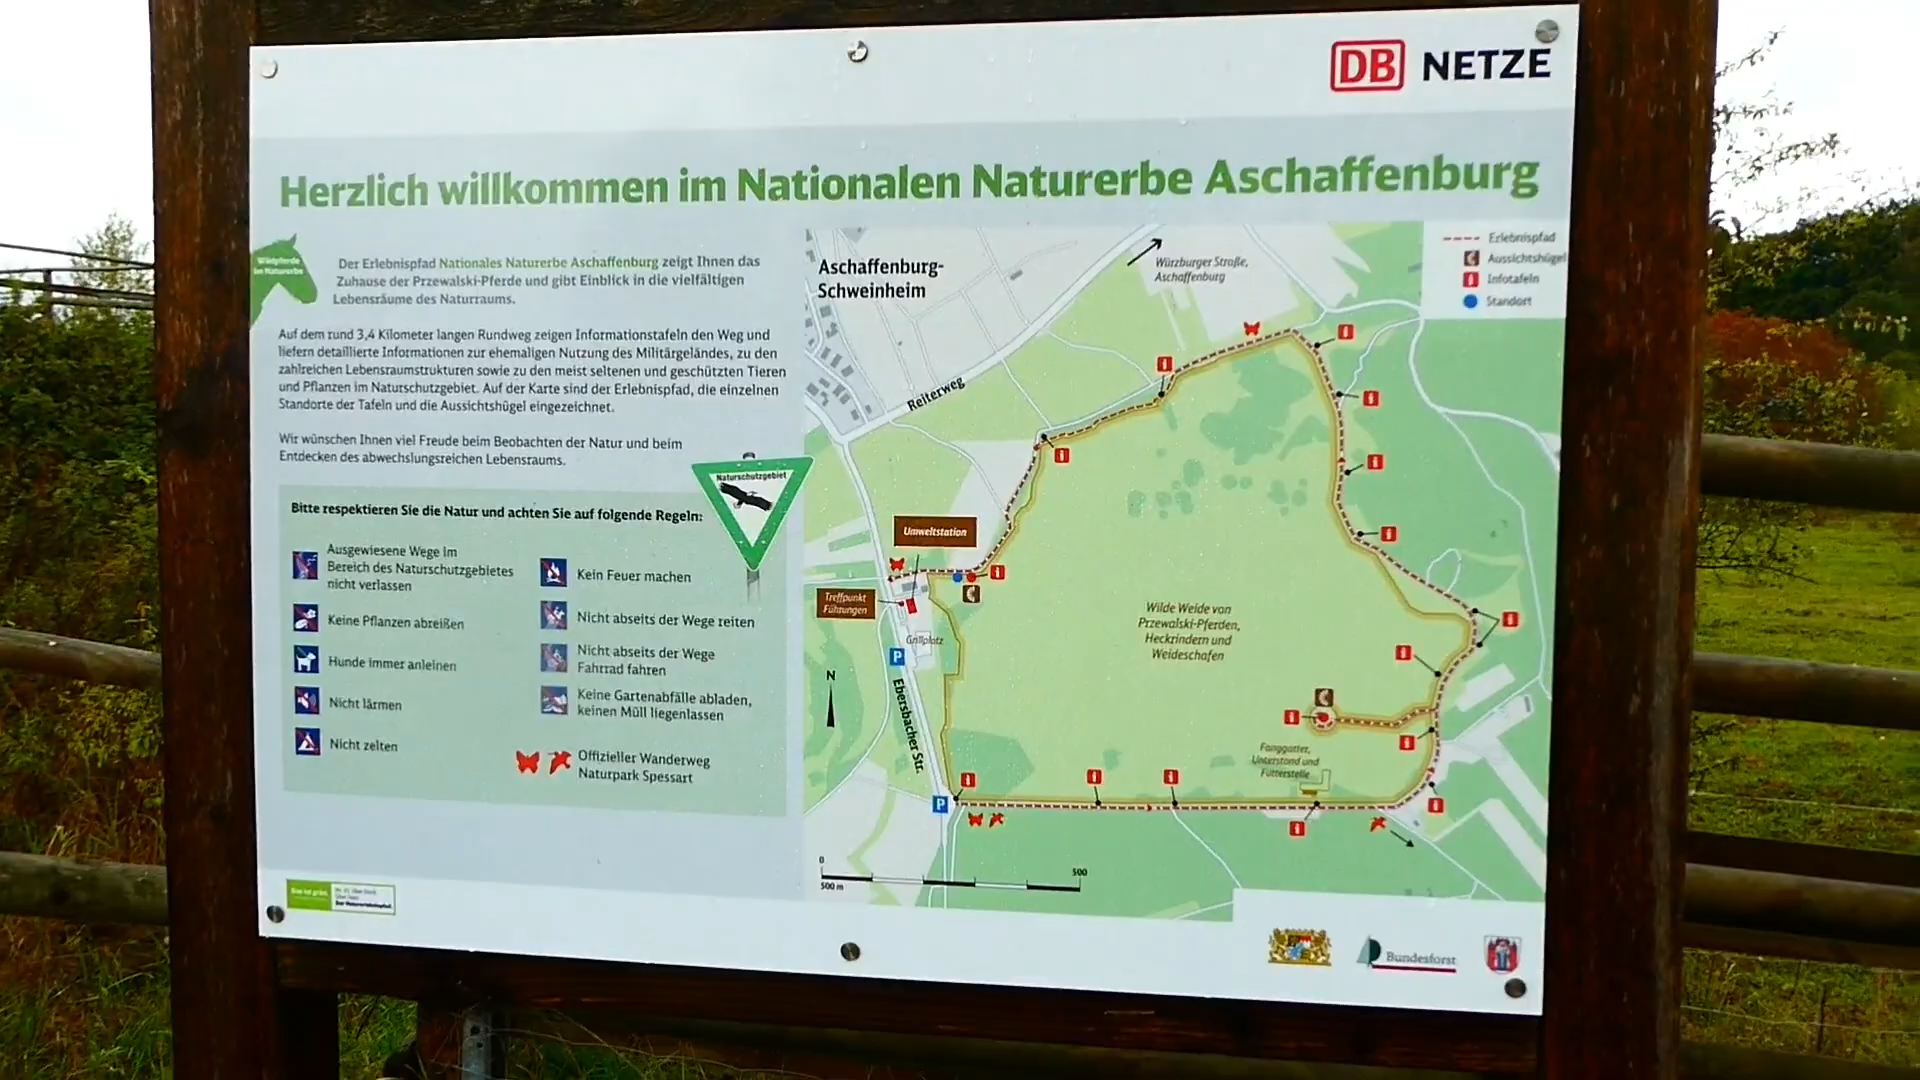 DB NETZE
Herzlich willkommen im Nationalen Naturerbe Aschaffenburg
Wildpferde
im Naturerbe
Der Erlebnispfad Nationales Naturerbe Aschaffenburg zeigt Ihnen das
Zuhause der Przewalski-Pferde und gibt Einblick in die vielfältigen
Lebensräume des Naturraums.
Auf dem rund 3,4 Kilometer langen Rundweg zeigen Informationstafeln den Weg und
liefern detaillierte Informationen zur ehemaligen Nutzung des Militärgeländes, zu den
zahlreichen Lebensraumstrukturen sowie zu den meist seltenen und geschützten Tieren
und Pflanzen im Naturschutzgebiet. Auf der Karte sind der Erlebnispfad, die einzelnen
Standorte der Tafeln und die Aussichtshügel eingezeichnet.
Wir wünschen Ihnen viel Freude beim Beobachten der Natur und beim
Entdecken des abwechslungsreichen Lebensraums.
Naturschutzgebiet
Bitte respektieren Sie die Natur und achten Sie auf folgende Regeln:
Ausgewiesene Wege im
Bereich des Naturschutzgebietes
nicht verlassen
Keine Pflanzen abreißen
Hunde immer anleinen
Nicht lärmen
Nicht zelten
Kein Feuer machen
Nicht abseits der Wege reiten
Nicht abseits der Wege
Fahrrad fahren
Keine Gartenabfälle abladen,
keinen Müll liegenlassen
Offizieller Wanderweg
Naturpark Spessart
Aschaffenburg-
Schweinheim
Würzburger Straße,
Aschaffenburg
Erlebnispfad
Aussichtshügel
Infotafeln
Standort
Reiterweg
Umweltstation
Treffpunkt
Führungen
Grillplatz
P
N
Ebersbacher Str.
Wilde Weide von
Przewalski-Pferden,
Heckrindern und
Weideschafen
Fanggatter,
Unterstand und
Futterstelle
P
0
500
500 m
Das ist grün.
Bundesforst